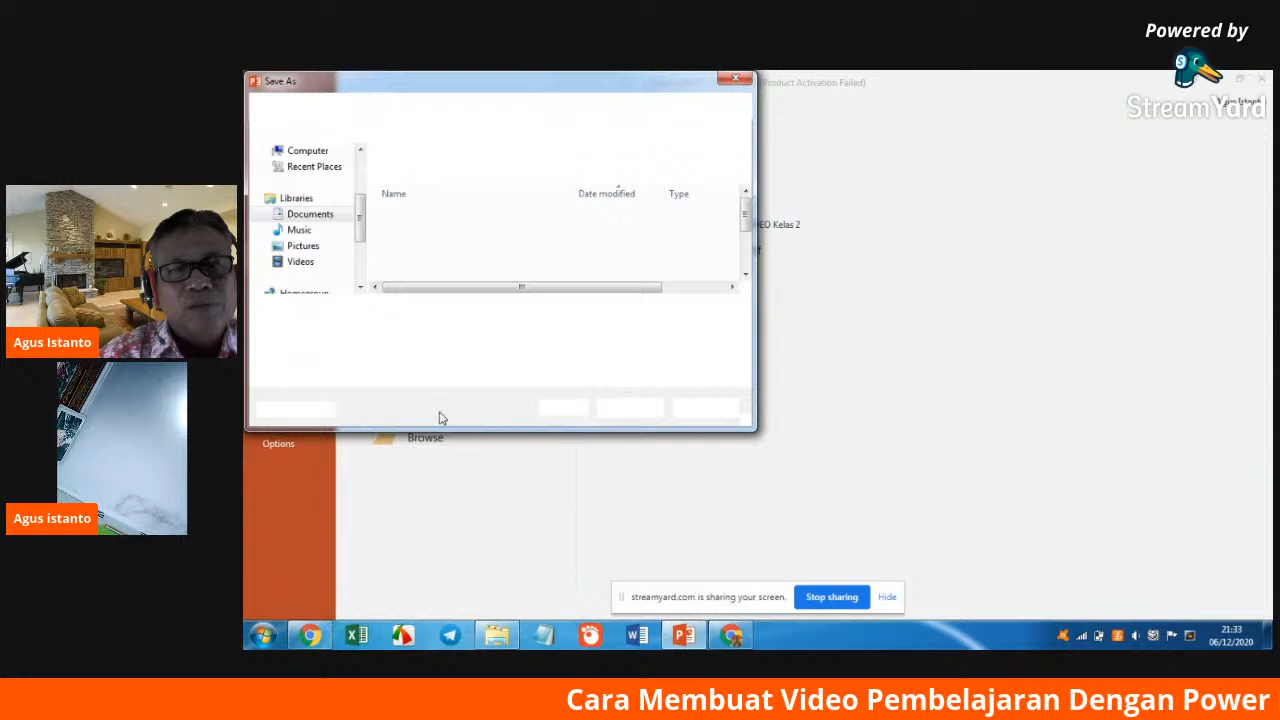 Powered by
StreamYard
Save As
(Product Activation Failed)
Computer
Recent Places
Libraries
Documents
Music
Pictures
Videos
Name
Date modified
Type
EO Kelas 2
Options
Browse
Agus Istanto
Agus istanto
streamyard.com is sharing your screen.
Stop sharing
Hide
21:33
06/12/2020
Cara Membuat Video Pembelajaran Dengan Power